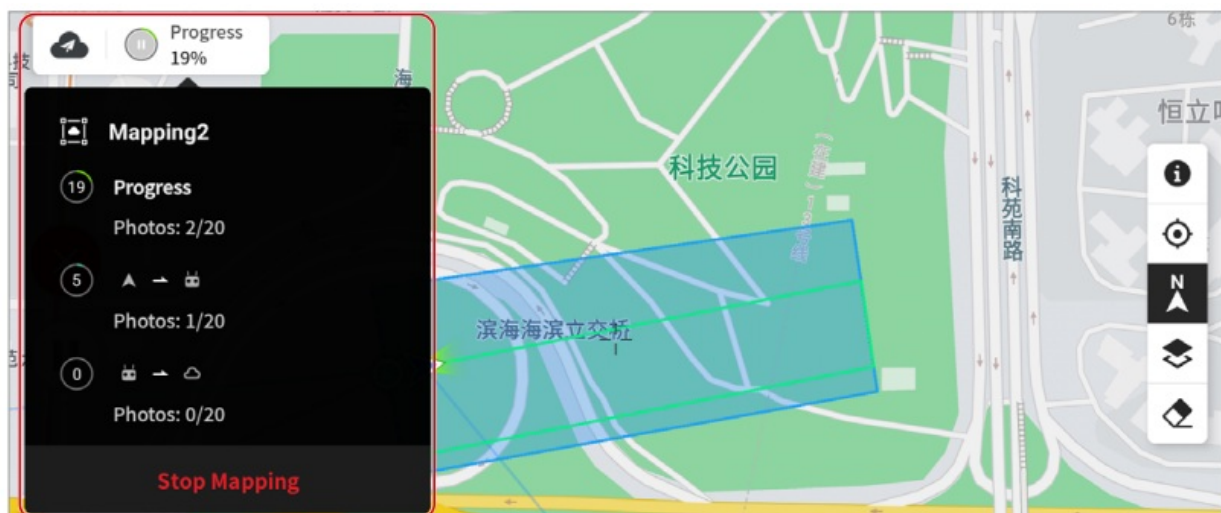 Progress
19%
Mapping2
19
Progress
Photos: 2/20
5
Photos: 1/20
0
Photos: 0/20
Stop Mapping
海
技
司
6栋
恒立
科技公园
科苑南路
滨海海滨立交桥
N